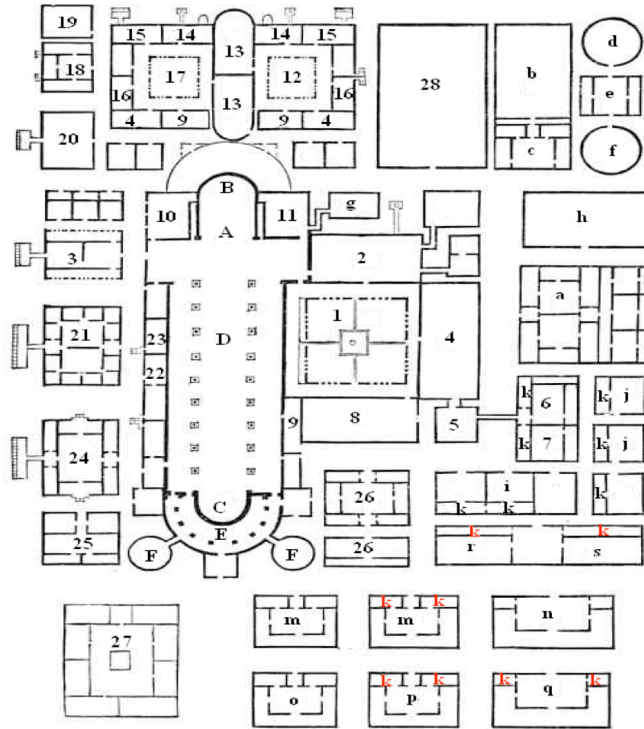 19 15 14 13 14 15 b d
18 17 12 28 e
16 16
13
4 9 9 4
20 c f
B
10 11 g h
A
3 2
1 a
21 23 D 4
22 k 6 j
9 8 5 k 7 j
24 26 i k
C k k
E k k
25 F F 26 r s
k k
27 m m n
k k k k
o p q